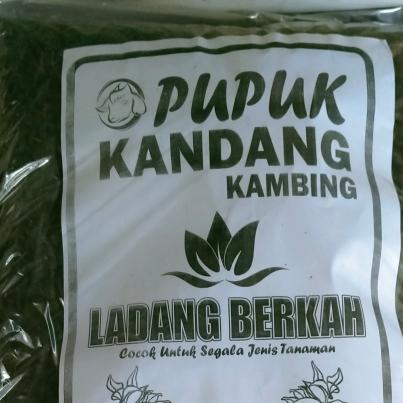 PUPUK
KANDANG
KAMBING
LADANG BERKAH
Cocok Untuk Segala Jenis Tanaman